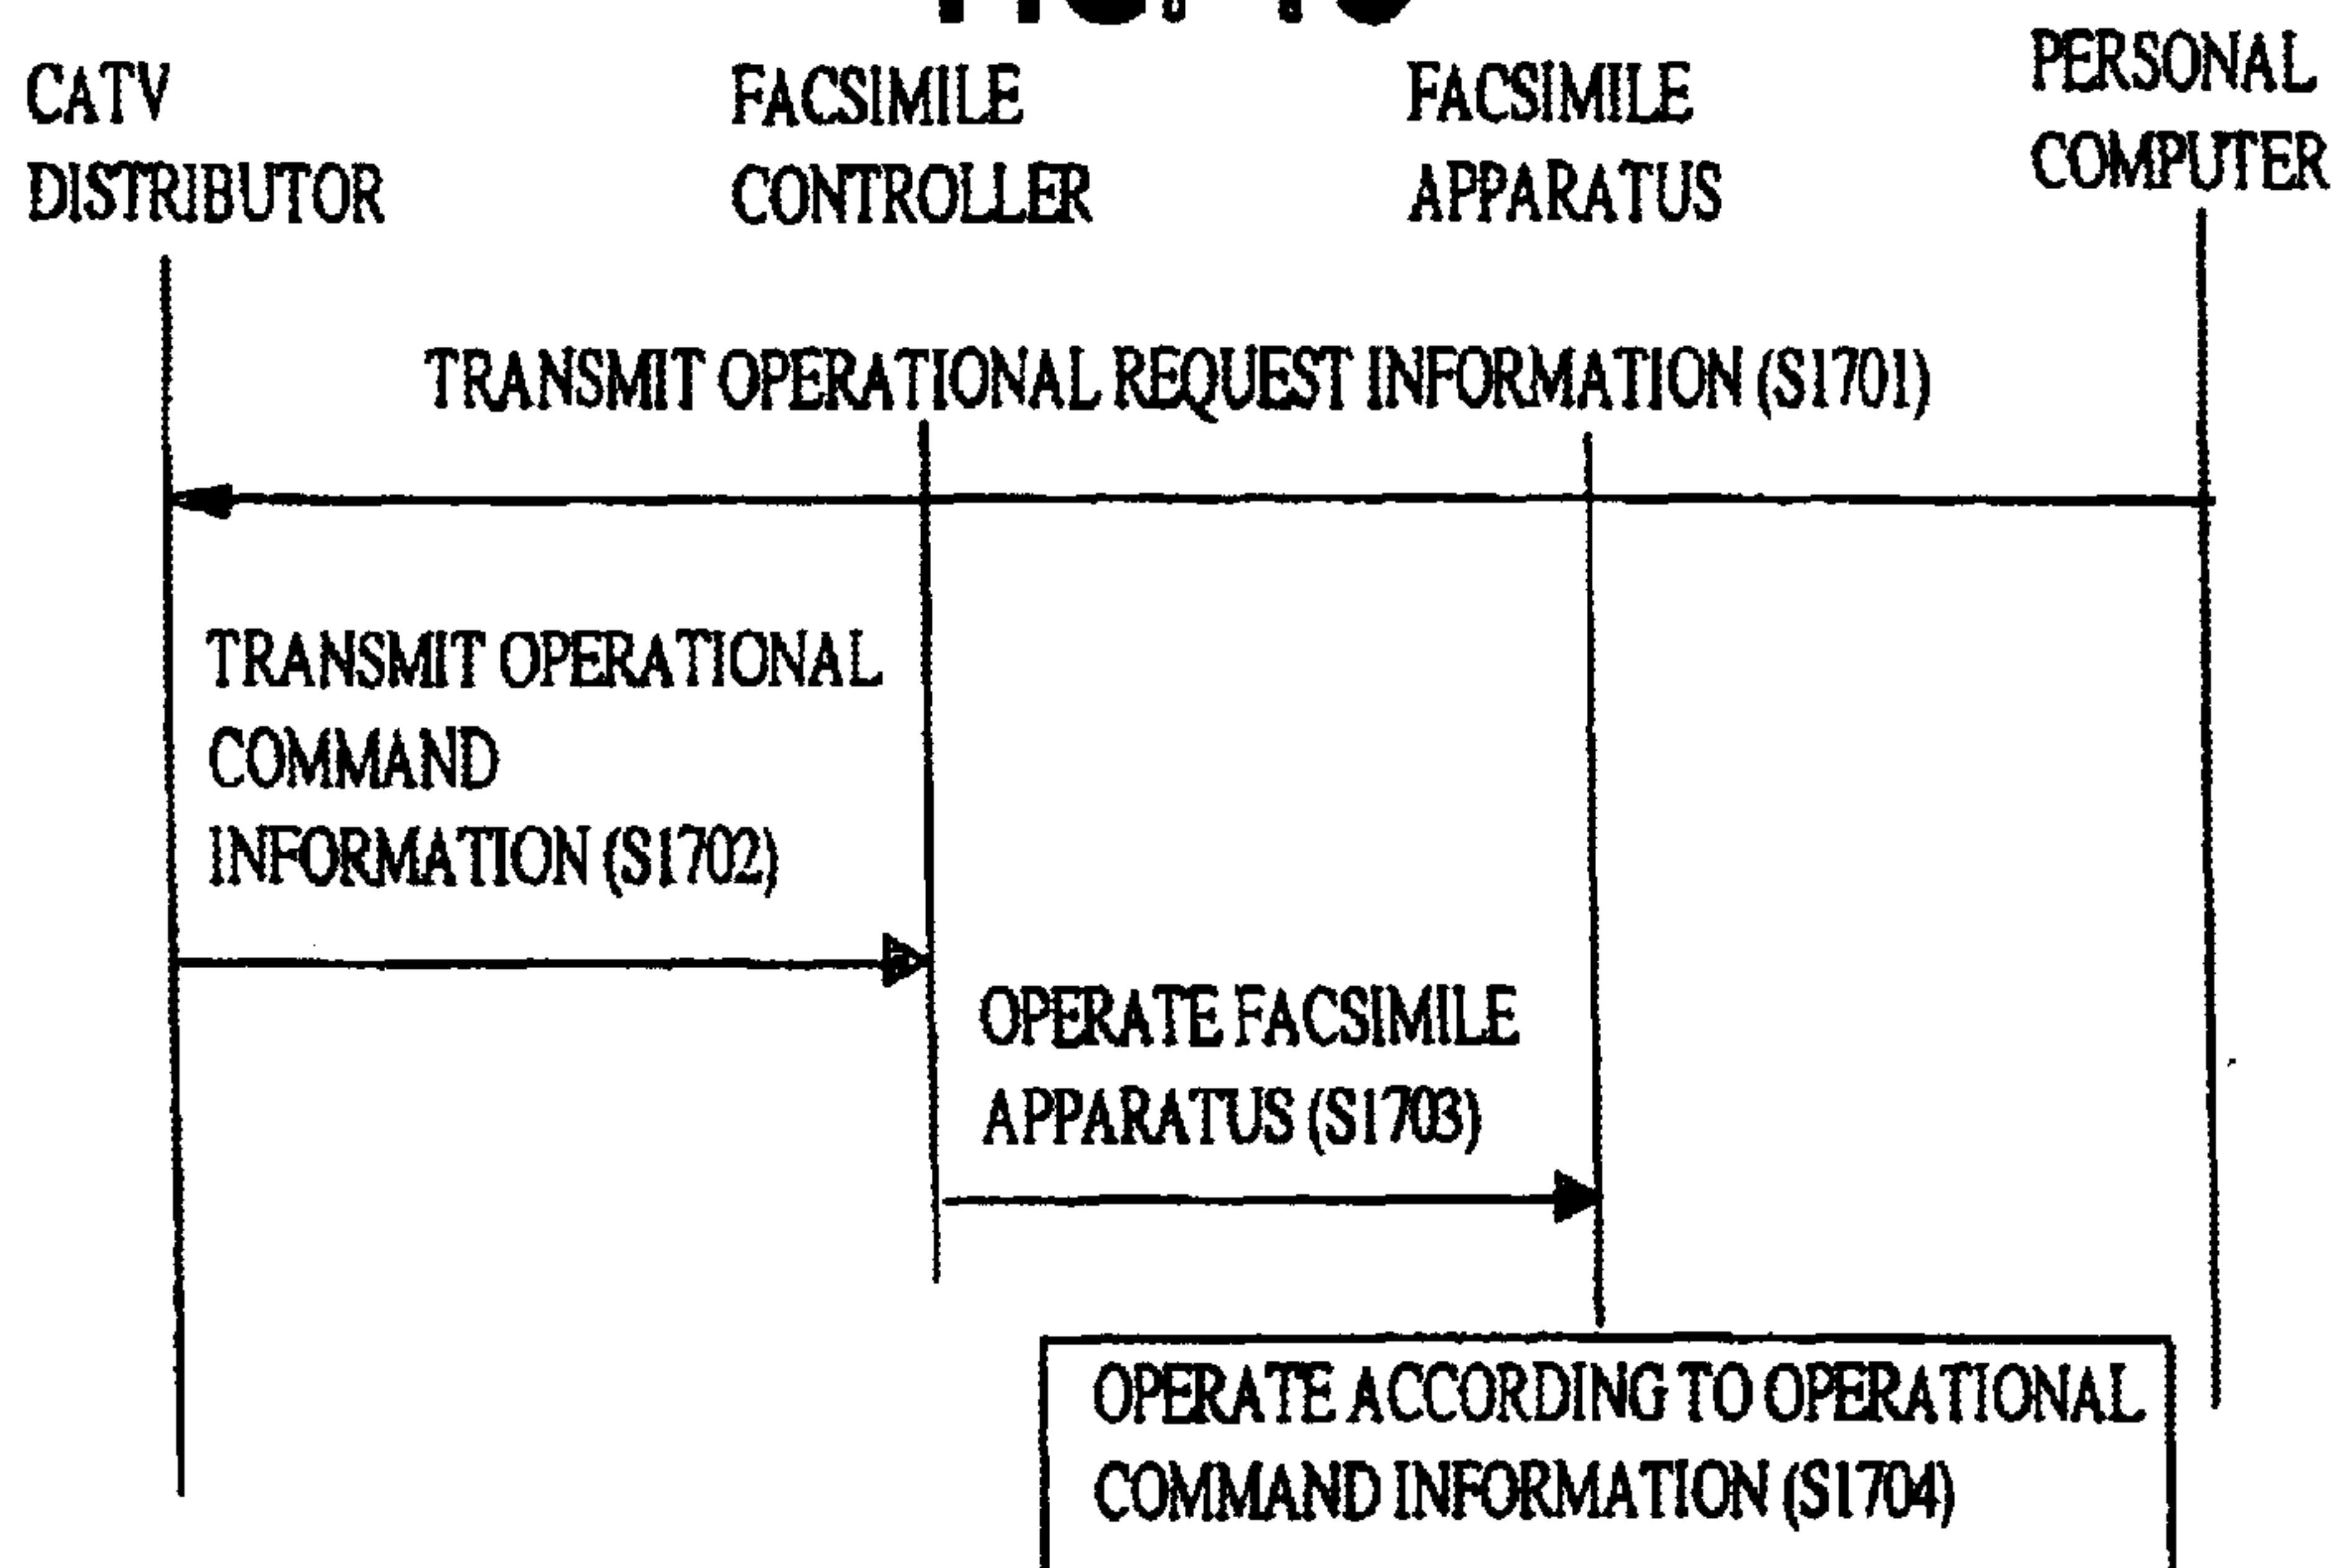 CATV
DISTRIBUTOR
FACSIMILE
CONTROLLER
FACSIMILE
APPARATUS
PERSONAL
COMPUTER
TRANSMIT OPERATIONAL REQUEST INFORMATION (S1701)
TRANSMIT OPERATIONAL
COMMAND
INFORMATION (S1702)
OPERATE FACSIMILE
APPARATUS (S1703)
OPERATE ACCORDING TO OPERATIONAL
COMMAND INFORMATION (S1704)